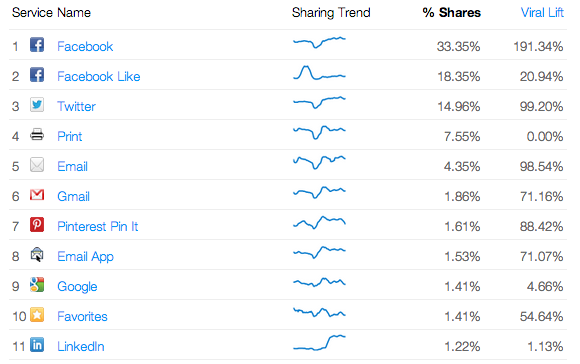 Service Name Sharing Trend % Shares Viral Lift
1 Facebook 33.35% 191.34%
2 Facebook Like 18.35% 20.94%
3 Twitter 14.96% 99.20%
4 Print 7.55% 0.00%
5 Email 4.35% 98.54%
6 Gmail 1.86% 71.16%
7 Pinterest Pin It 1.61% 88.42%
8 Email App 1.53% 71.07%
9 Google 1.41% 4.66%
10 Favorites 1.41% 54.64%
11 LinkedIn 1.22% 1.13%